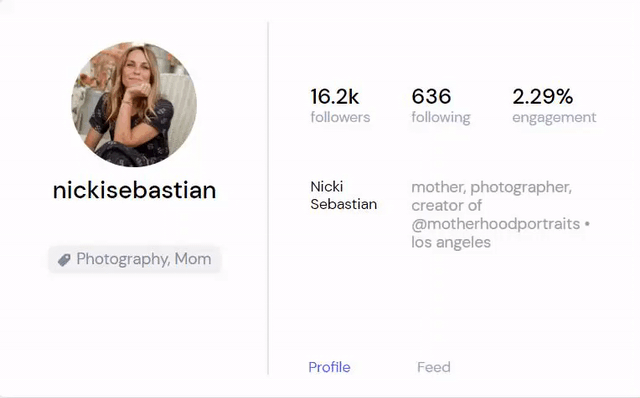 nickisebastian
Photography, Mom
16.2k
followers
636
following
2.29%
engagement
Nicki
Sebastian
mother, photographer,
creator of
@motherhoodportraits •
los angeles
Profile
Feed